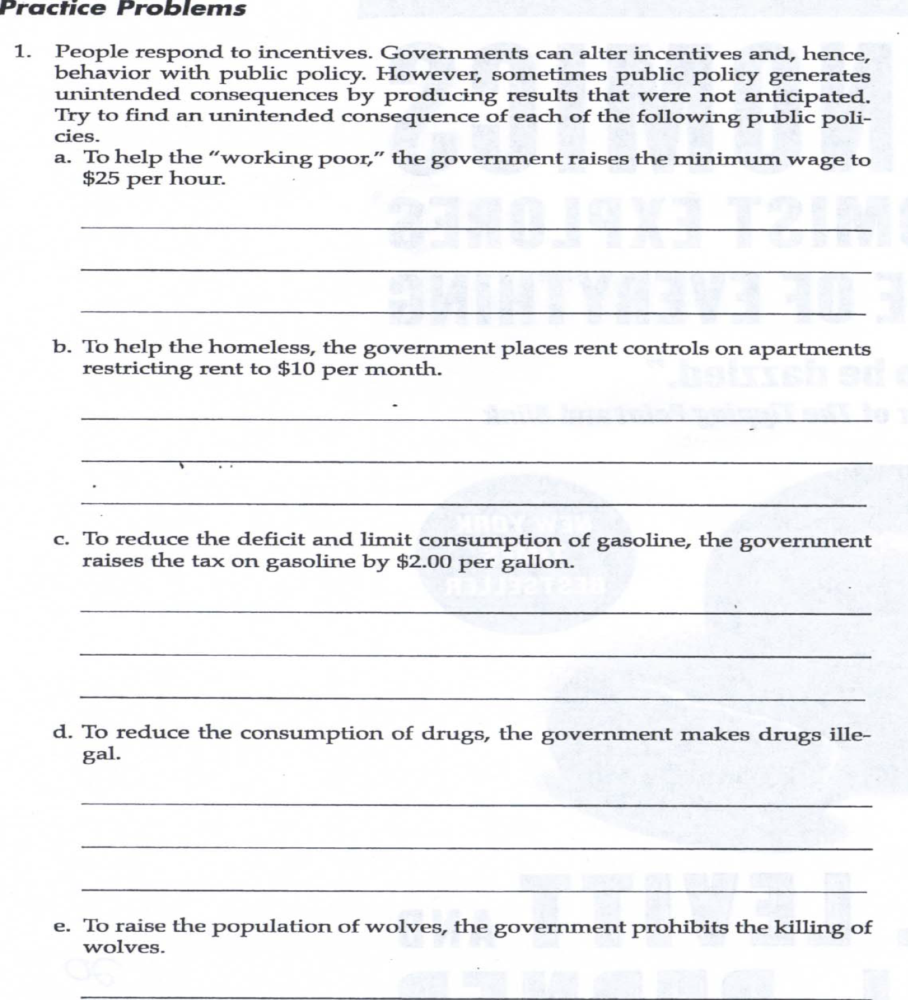 Practice Problems
1. People respond to incentives. Governments can alter incentives and, hence,
behavior with public policy. However, sometimes public policy generates
unintended consequences by producing results that were not anticipated.
Try to find an unintended consequence of each of the following public poli-
cies.
a. To help the “working poor,” the government raises the minimum wage to
$25 per hour.
b. To help the homeless, the government places rent controls on apartments
restricting rent to $10 per month.
c. To reduce the deficit and limit consumption of gasoline, the government
raises the tax on gasoline by $2.00 per gallon.
d. To reduce the consumption of drugs, the government makes drugs ille-
gal.
e. To raise the population of wolves, the government prohibits the killing of
wolves.